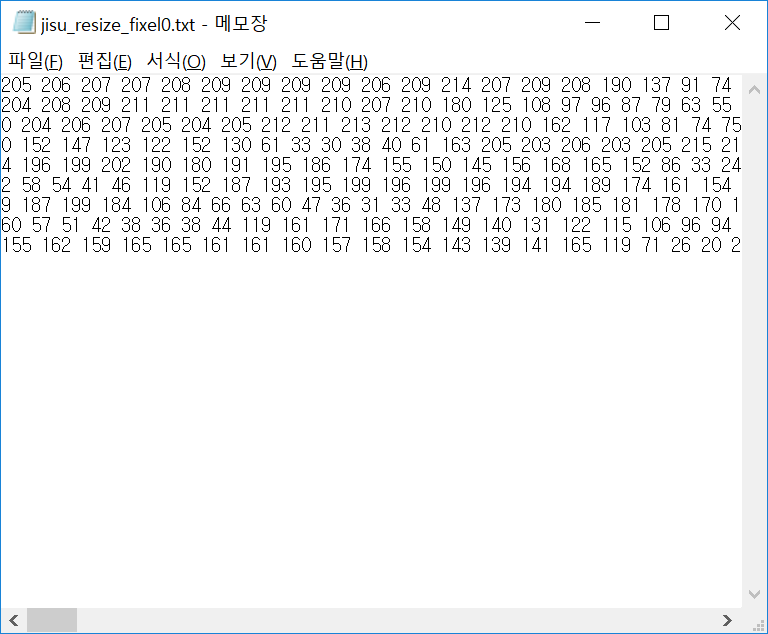 jisu_resize_fixel0.txt - 메모장
파일(F) 편집(E) 서식(O) 보기(V) 도움말(H)
205 206 207 207 208 209 209 209 209 206 209 214 207 209 208 190 137 91 74
204 208 209 211 211 211 211 211 210 207 210 180 125 108 97 96 87 79 63 55
0 204 206 207 205 204 205 212 211 213 212 210 212 210 162 117 103 81 74 75
0 152 147 123 122 152 130 61 33 30 38 40 61 163 205 203 206 203 205 215 21
4 196 199 202 190 180 191 195 186 174 155 150 145 156 168 165 152 86 33 24
2 58 54 41 46 119 152 187 193 195 199 196 199 196 194 194 189 174 161 154
9 187 199 184 106 84 66 63 60 47 36 31 33 48 137 173 180 185 181 178 170 1
60 57 51 42 38 36 38 44 119 161 171 166 158 149 140 131 122 115 106 96 94
155 162 159 165 165 161 161 160 157 158 154 143 139 141 165 119 71 26 20 2